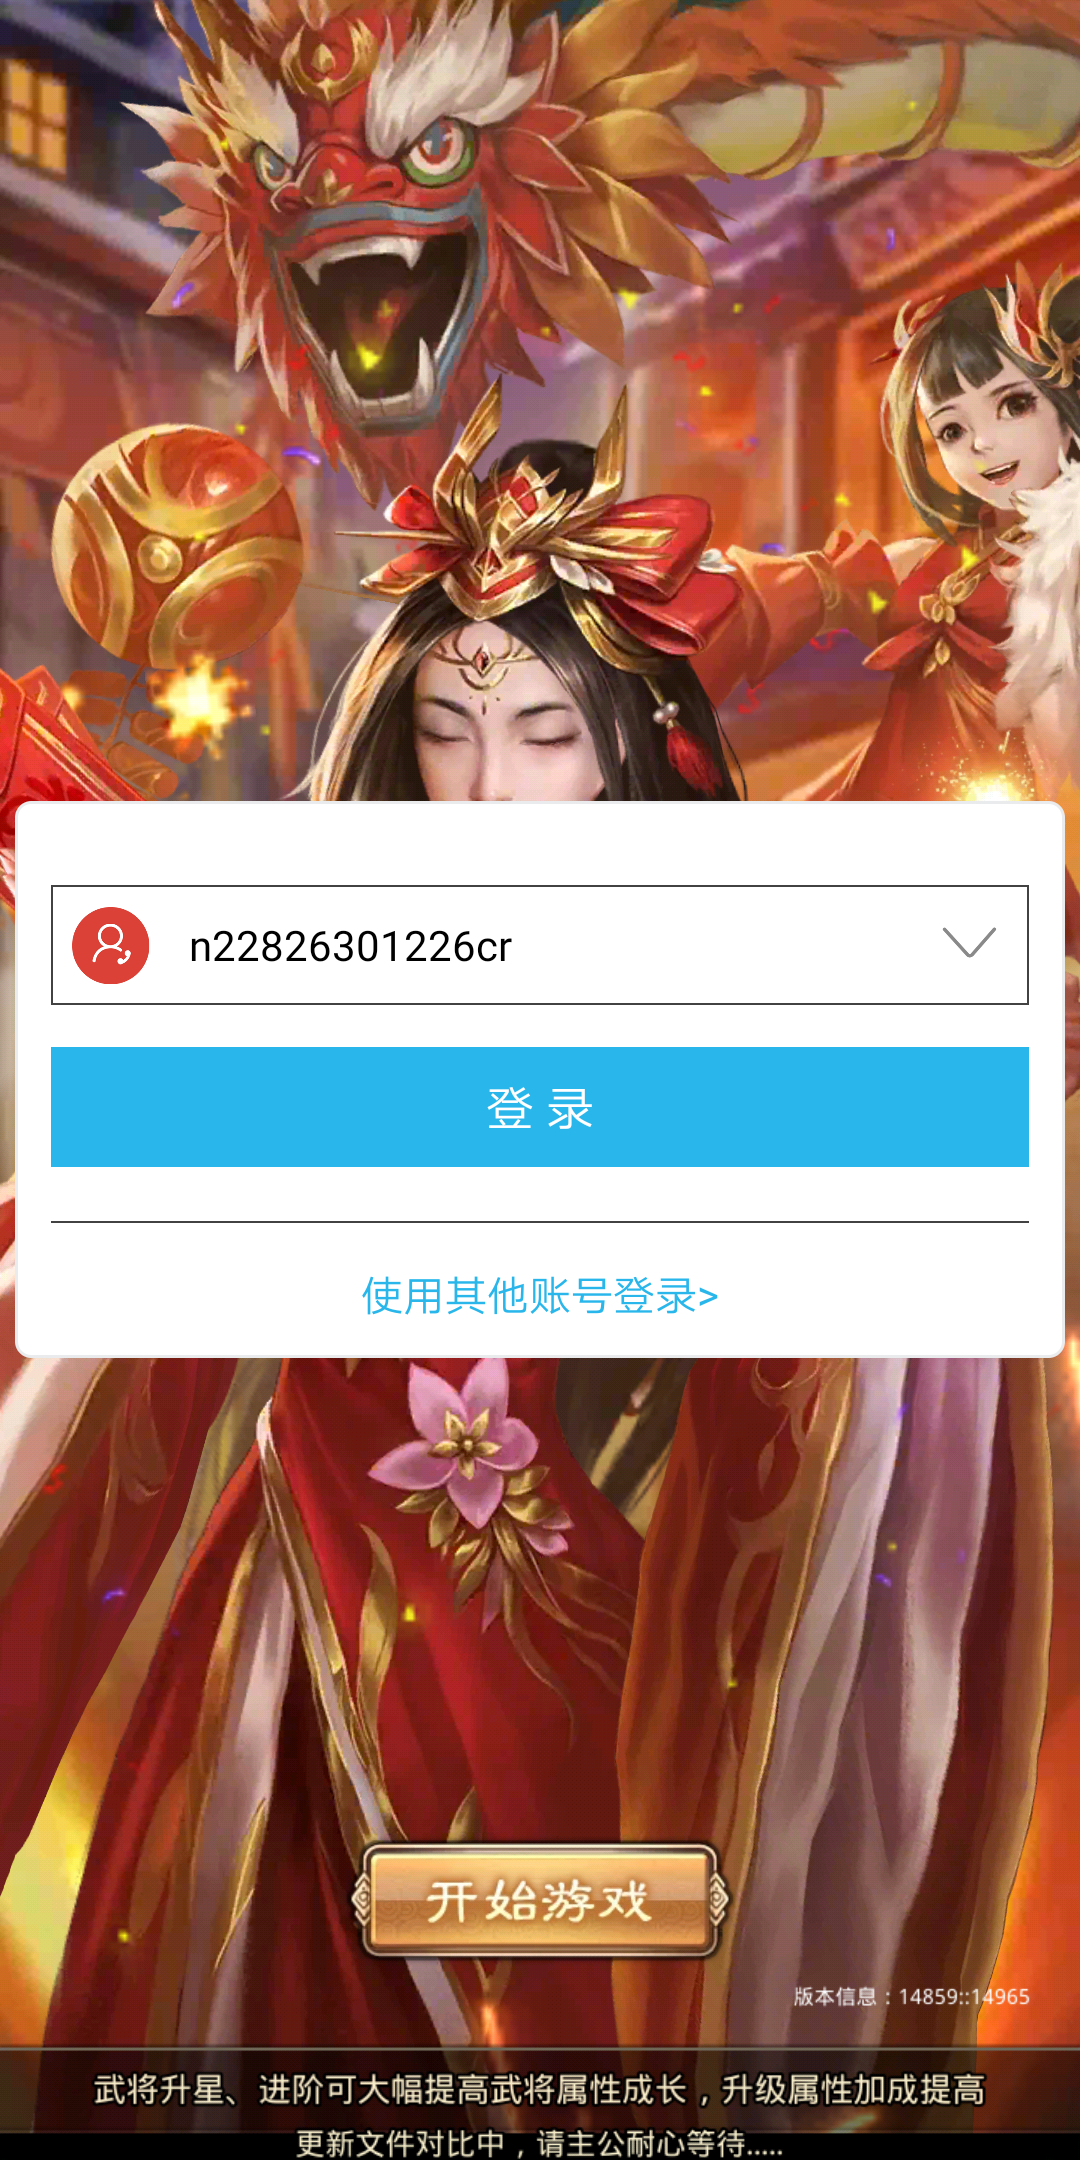 n22826301226cr
登 录
使用其他账号登录>
开始游戏
版本信息：14859::14965
武将升星、进阶可大幅提高武将属性成长，升级属性加成提高
更新文件对比中，请主公耐心等待.....